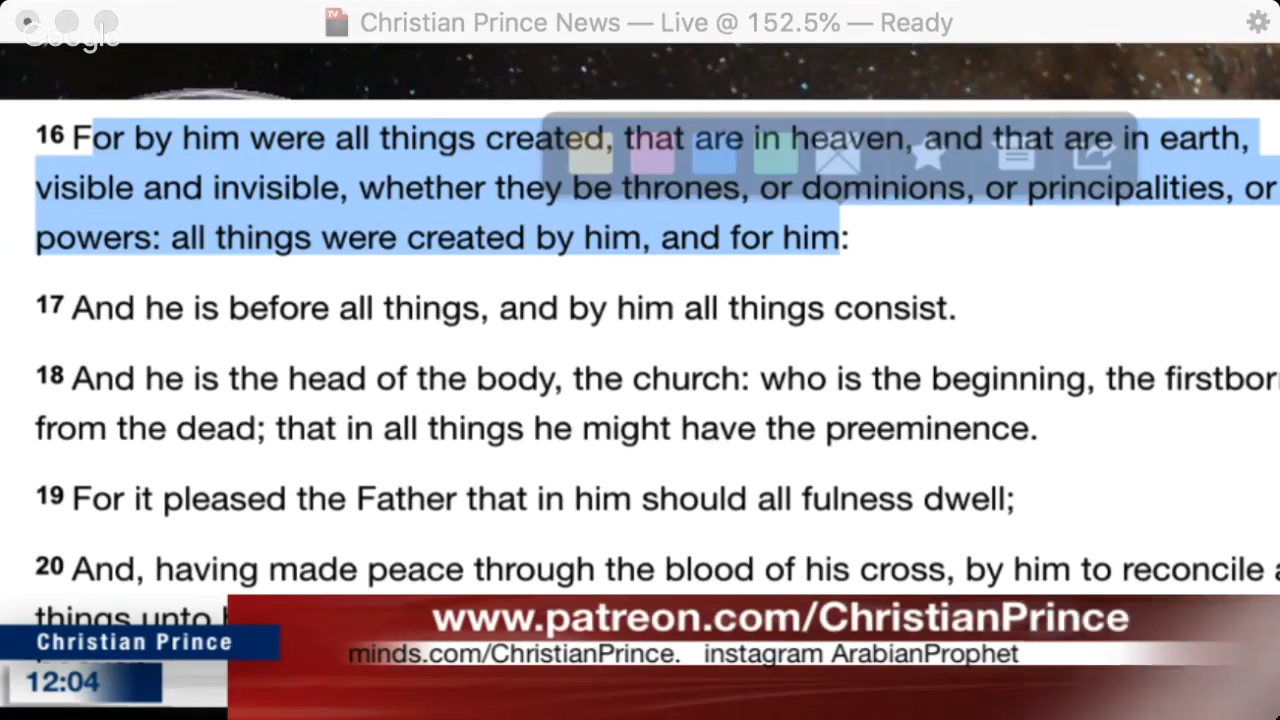 Christian Prince News — Live @ 152.5% — Ready
Google
16 For by him were all things created, that are in heaven, and that are in earth,
visible and invisible, whether they be thrones, or dominions, or principalities, or
powers: all things were created by him, and for him:
17 And he is before all things, and by him all things consist.
18 And he is the head of the body, the church: who is the beginning, the firstbor
from the dead; that in all things he might have the preeminence.
19 For it pleased the Father that in him should all fulness dwell;
20 And, having made peace through the blood of his cross, by him to reconcile a
things unto
www.patreon.com/ChristianPrince
Christian Prince
minds.com/ChristianPrince. instagram ArabianProphet
12:04